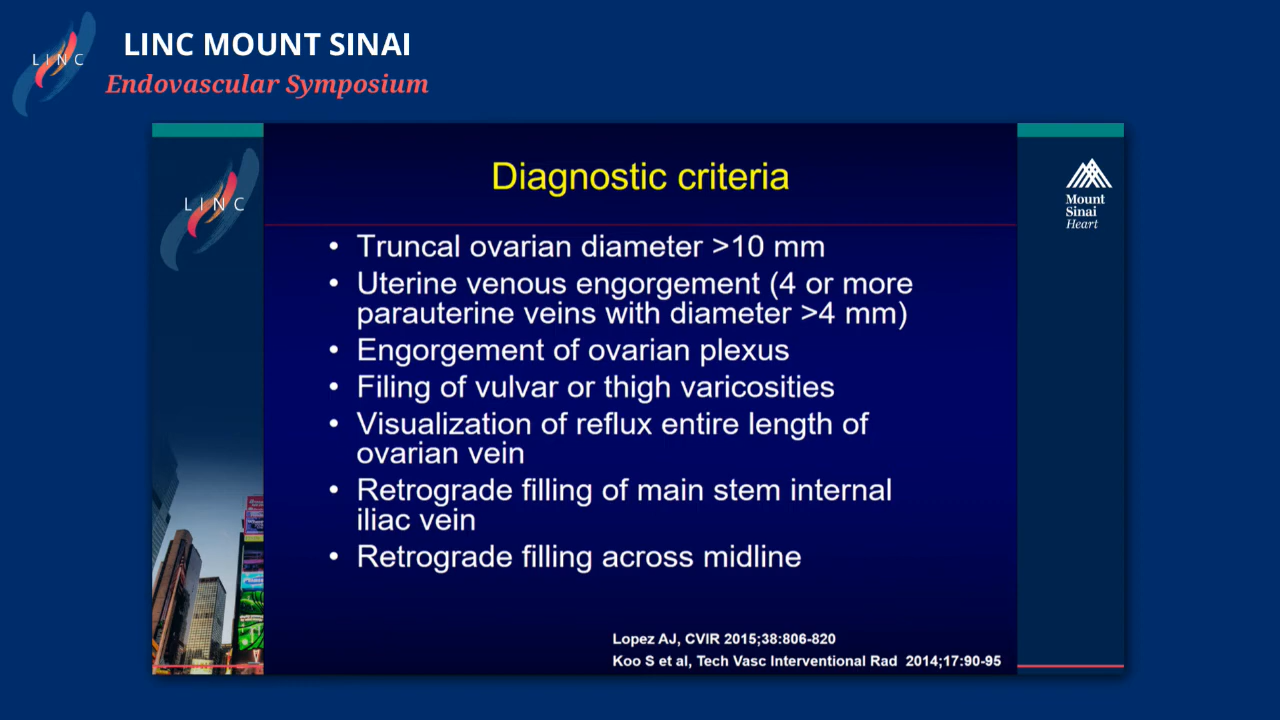 LINC
LINC MOUNT SINAI
Endovascular Symposium
LINC
Mount
Sinai
Heart
Diagnostic criteria
• Truncal ovarian diameter >10 mm
• Uterine venous engorgement (4 or more
parauterine veins with diameter >4 mm)
• Engorgement of ovarian plexus
• Filing of vulvar or thigh varicosities
• Visualization of reflux entire length of
ovarian vein
• Retrograde filling of main stem internal
iliac vein
• Retrograde filling across midline
Lopez AJ, CVIR 2015;38:806-820
Koo S et al, Tech Vasc Interventional Rad 2014;17:90-95